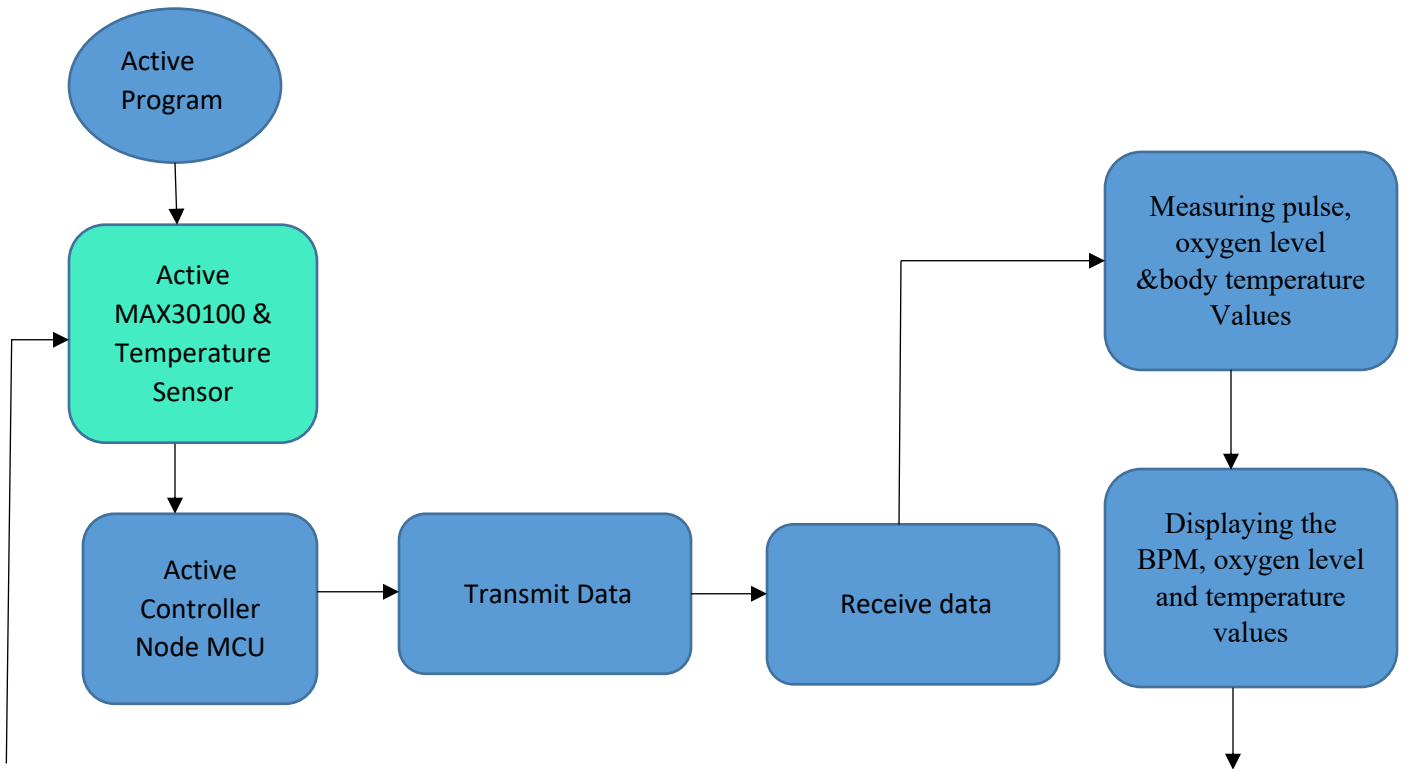 Active
Program
Active
MAX30100 &
Temperature
Sensor
Active
Controller
Node MCU
Transmit Data
Receive data
Measuring pulse,
oxygen level
&body temperature
Values
Displaying the
BPM, oxygen level
and temperature
values